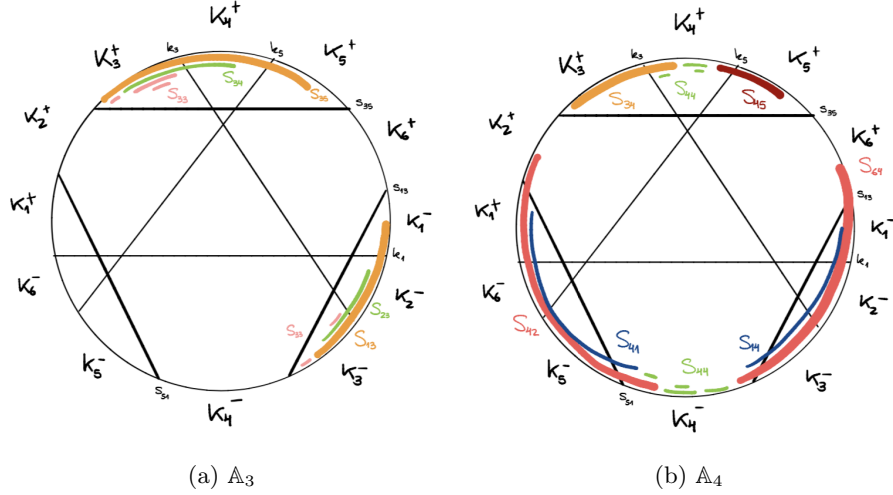 K₄⁺
K₃⁺ k₃ k₅ K₅⁺
S₃₃ S₃₄ S₃₅
K₂⁺ s₃₅
K₆⁺
s₁₃
K₁⁺ K₁⁻
k₁
K₆⁻ K₂⁻
S₂₃
S₃₃ S₁₃
K₅⁻ K₃⁻
s₅₁ K₄⁻
(a) 𝔸₃
K₄⁺
K₃⁺ k₃ k₅ K₅⁺
S₃₄ S₄₄ S₄₅
K₂⁺ s₃₅
K₆⁺
S₆₄
s₁₃
K₁⁺ K₁⁻
k₁
K₆⁻ K₂⁻
S₄₂
S₄₁ S₁₄
K₅⁻ S₄₄ K₃⁻
s₅₁ K₄⁻
(b) 𝔸₄